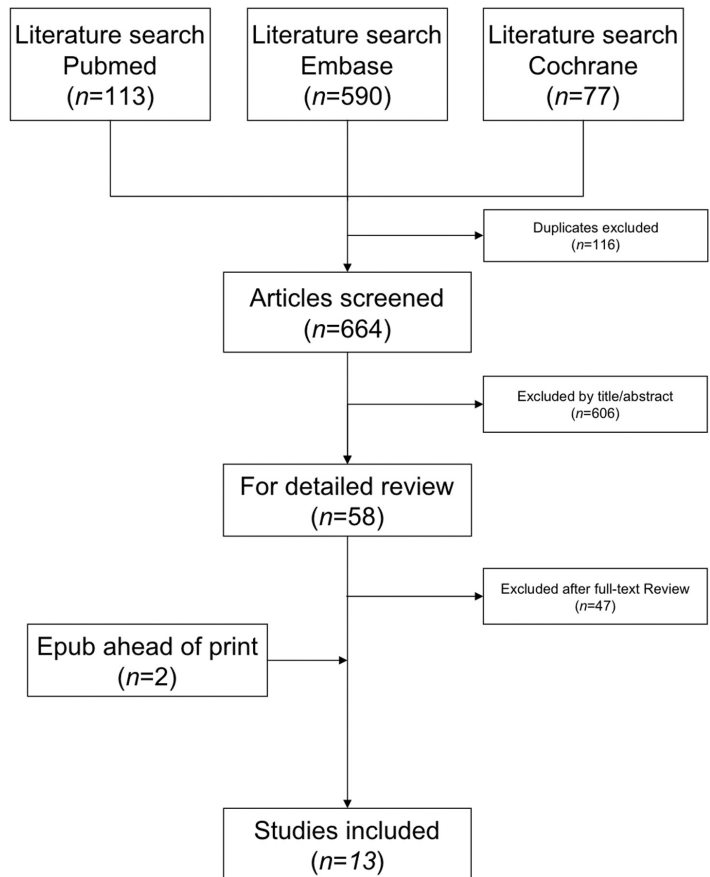 Literature search
Pubmed
(n=113)
Literature search
Embase
(n=590)
Literature search
Cochrane
(n=77)
Duplicates excluded
(n=116)
Articles screened
(n=664)
Excluded by title/abstract
(n=606)
For detailed review
(n=58)
Excluded after full-text Review
(n=47)
Epub ahead of print
(n=2)
Studies included
(n=13)